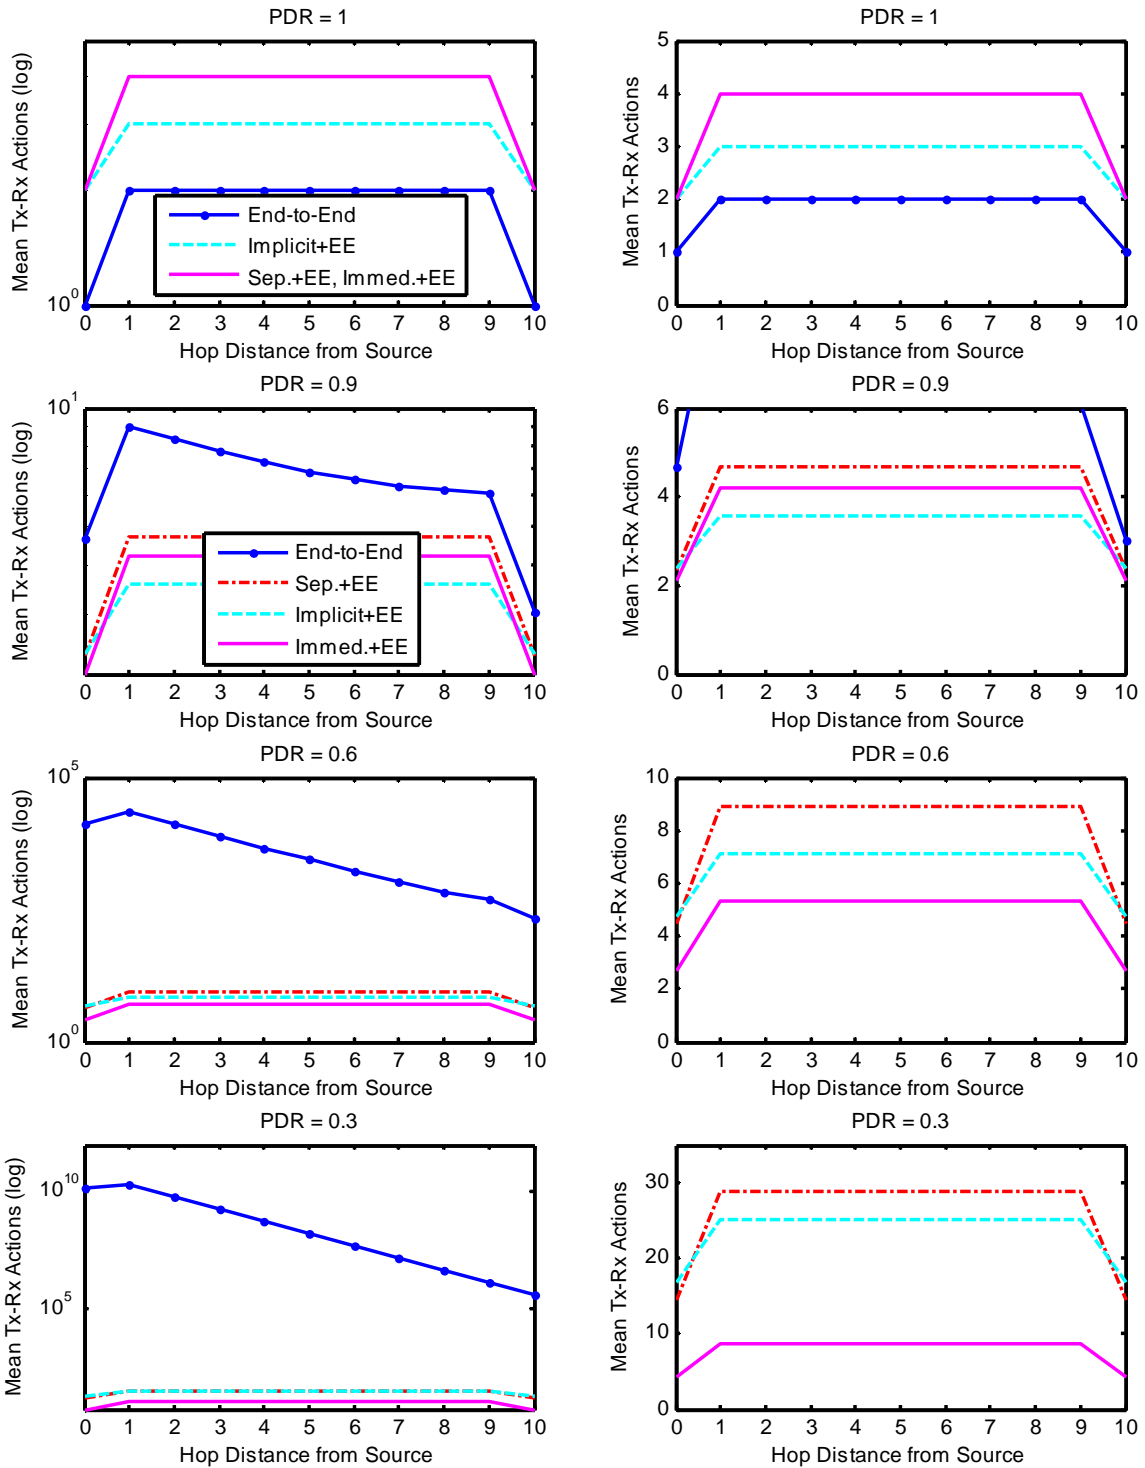 PDR = 1
Mean Tx-Rx Actions (log)
10^0
End-to-End
Implicit+EE
Sep.+EE, Immed.+EE
0 1 2 3 4 5 6 7 8 9 10
Hop Distance from Source
PDR = 1
Mean Tx-Rx Actions
5
4
3
2
1
0
0 1 2 3 4 5 6 7 8 9 10
Hop Distance from Source
PDR = 0.9
Mean Tx-Rx Actions (log)
10^1
End-to-End
Sep.+EE
Implicit+EE
Immed.+EE
0 1 2 3 4 5 6 7 8 9 10
Hop Distance from Source
PDR = 0.9
Mean Tx-Rx Actions
6
4
2
0
0 1 2 3 4 5 6 7 8 9 10
Hop Distance from Source
PDR = 0.6
Mean Tx-Rx Actions (log)
10^5
10^0
0 1 2 3 4 5 6 7 8 9 10
Hop Distance from Source
PDR = 0.6
Mean Tx-Rx Actions
10
8
6
4
2
0
0 1 2 3 4 5 6 7 8 9 10
Hop Distance from Source
PDR = 0.3
Mean Tx-Rx Actions (log)
10^10
10^5
0 1 2 3 4 5 6 7 8 9 10
Hop Distance from Source
PDR = 0.3
Mean Tx-Rx Actions
30
20
10
0
0 1 2 3 4 5 6 7 8 9 10
Hop Distance from Source